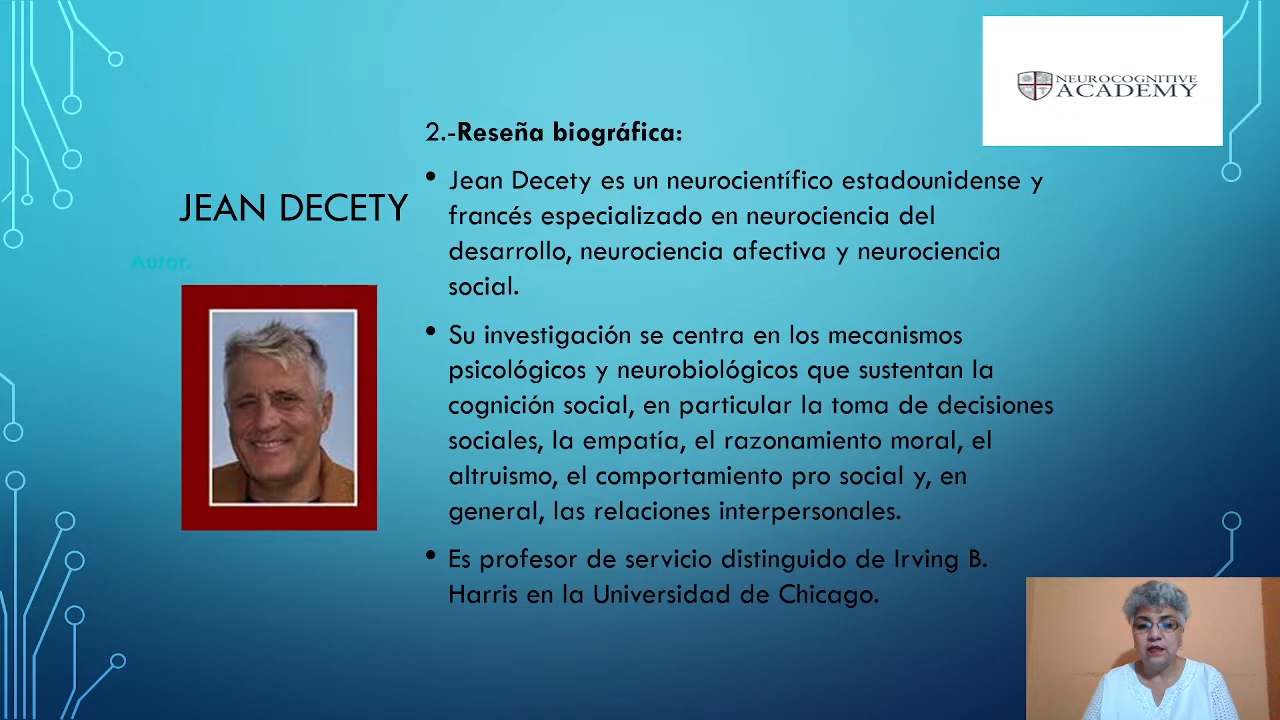 NEUROCOGNITIVE
ACADEMY
JEAN DECETY
Autor.
2.-Reseña biográfica:
• Jean Decety es un neurocientífico estadounidense y
francés especializado en neurociencia del
desarrollo, neurociencia afectiva y neurociencia
social.
• Su investigación se centra en los mecanismos
psicológicos y neurobiológicos que sustentan la
cognición social, en particular la toma de decisiones
sociales, la empatía, el razonamiento moral, el
altruismo, el comportamiento pro social y, en
general, las relaciones interpersonales.
• Es profesor de servicio distinguido de Irving B.
Harris en la Universidad de Chicago.